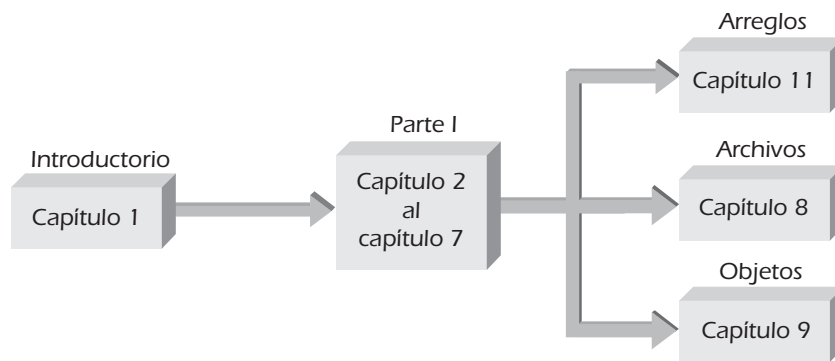 Introductorio
Capítulo 1
Parte I
Capítulo 2
al
capítulo 7
Arreglos
Capítulo 11
Archivos
Capítulo 8
Objetos
Capítulo 9